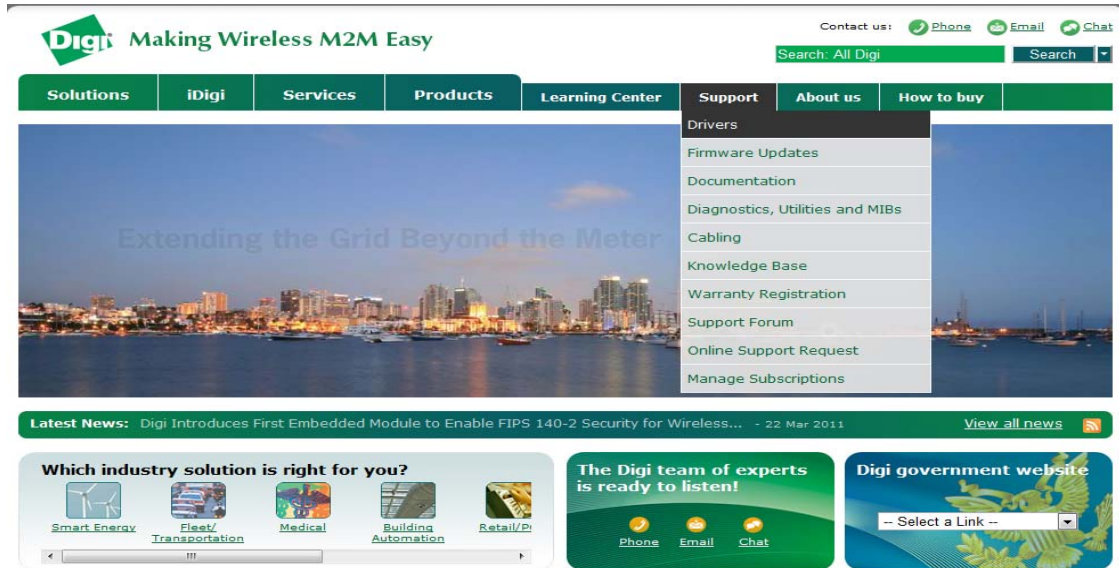 Digi Making Wireless M2M Easy
Contact us: Phone Email Chat
Search: All Digi Search
Solutions iDigi Services Products Learning Center Support About us How to buy
Drivers
Firmware Updates
Documentation
Diagnostics, Utilities and MIBs
Cabling
Knowledge Base
Warranty Registration
Support Forum
Online Support Request
Manage Subscriptions
Extending the Grid Beyond the Meter
Latest News: Digi Introduces First Embedded Module to Enable FIPS 140-2 Security for Wireless... - 22 Mar 2011 View all news
Which industry solution is right for you?
Smart Energy
Fleet/
Transportation
Medical
Building
Automation
Retail/
The Digi team of experts
is ready to listen!
Phone Email Chat
Digi government website
-- Select a Link --